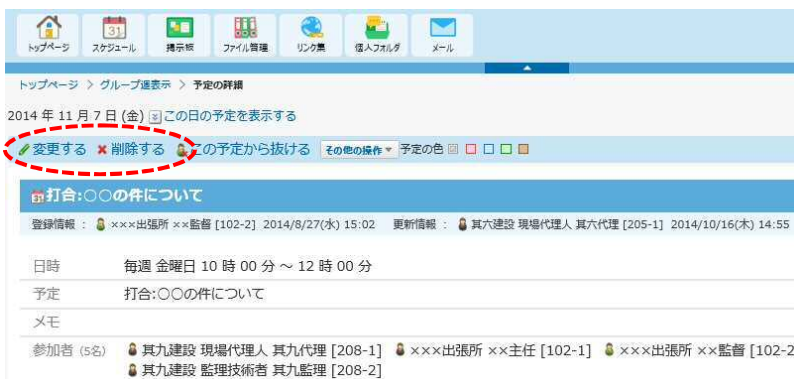 トップページ スケジュール 掲示板 ファイル管理 リンク集 個人フォルダ メール
トップページ > グループ週表示 > 予定の詳細
2014 年 11 月 7 日 (金) この日の予定を表示する
変更する 削除する この予定から抜ける その他の操作 予定の色
打合:○○の件について
登録情報 : ×××出張所 ××監督 [102-2] 2014/8/27(水) 15:02 更新情報 : 其六建設 現場代理人 其六代理 [205-1] 2014/10/16(木) 14:55
日時 毎週 金曜日 10 時 00 分 ～ 12 時 00 分
予定 打合:○○の件について
メモ
参加者 (5名) 其九建設 現場代理人 其九代理 [208-1] ×××出張所 ××主任 [102-1] ×××出張所 ××監督 [102-2
其九建設 監理技術者 其九監理 [208-2]